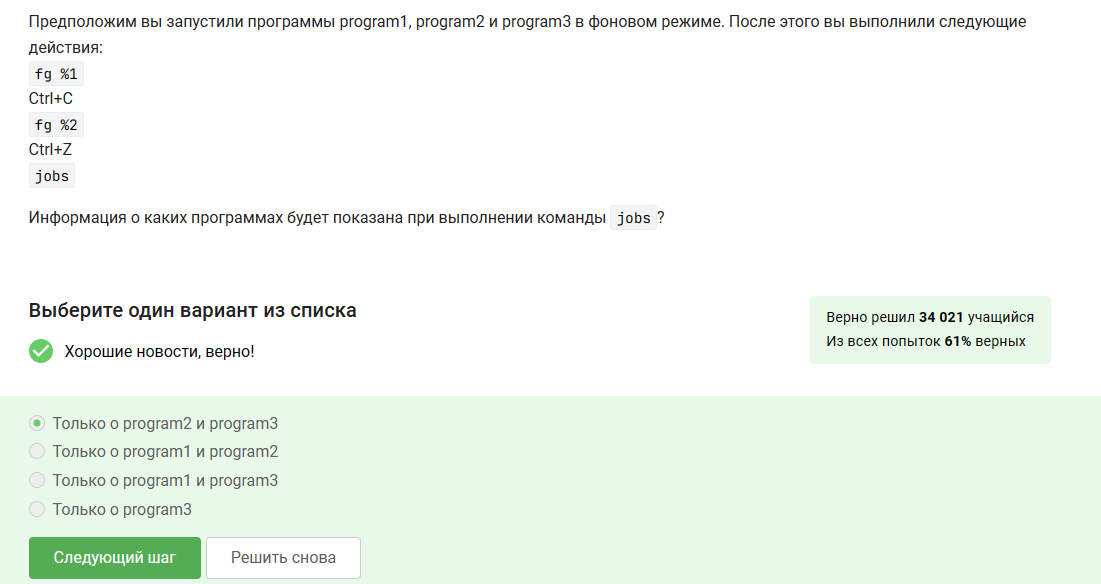 Предположим вы запустили программы program1, program2 и program3 в фоновом режиме. После этого вы выполнили следующие
действия:
fg %1
Ctrl+C
fg %2
Ctrl+Z
jobs
Информация о каких программах будет показана при выполнении команды jobs?
Выберите один вариант из списка
Верно решил 34 021 учащийся
Из всех попыток 61% верных
Хорошие новости, верно!
Только о program2 и program3
Только о program1 и program2
Только о program1 и program3
Только о program3
Следующий шаг Решить снова